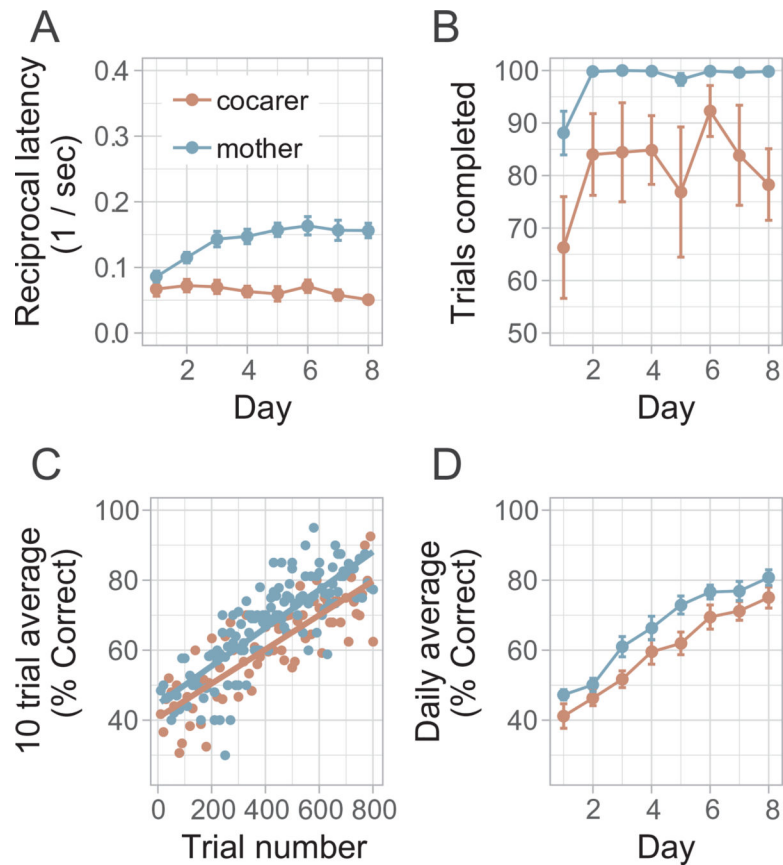 A
Reciprocal latency
(1 / sec)
0.4
0.3
0.2
0.1
0.0
cocarer
mother
2 4 6 8
Day
B
Trials completed
100
90
80
70
60
50
2 4 6 8
Day
C
10 trial average
(% Correct)
100
80
60
40
0 200 400 600 800
Trial number
D
Daily average
(% Correct)
100
80
60
40
2 4 6 8
Day